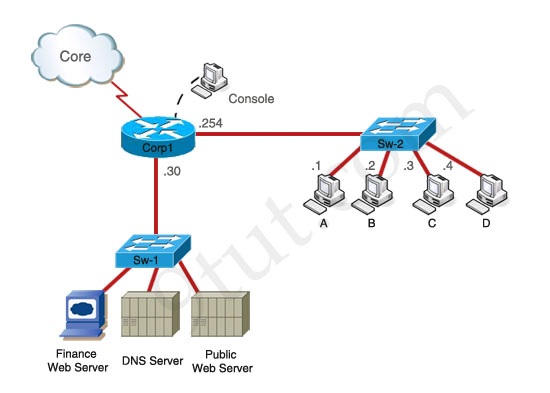 Core
Console
.254
Corp1
Sw-2
.30
.1
.2
.3
.4
A
B
C
D
Sw-1
Finance
Web Server
DNS Server
Public
Web Server